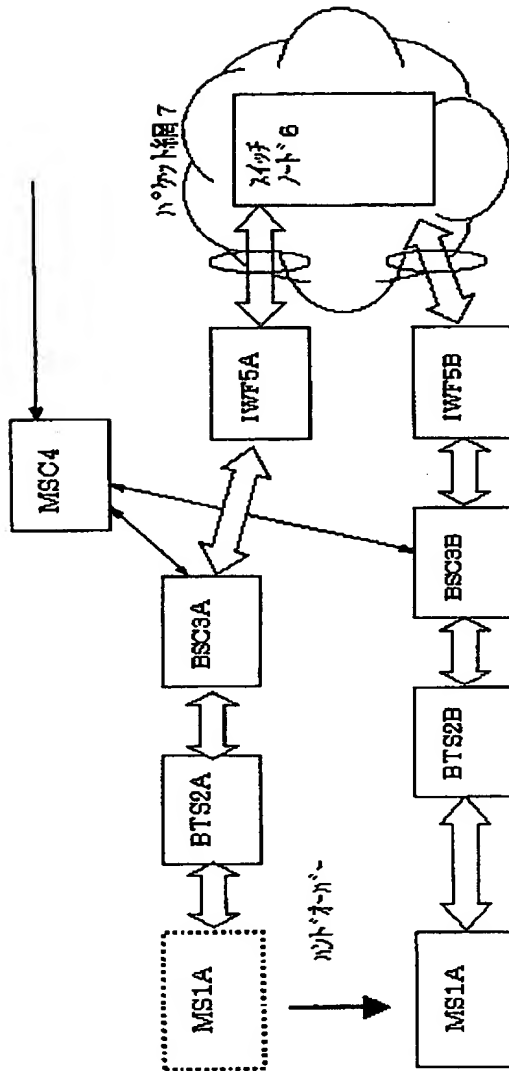 MSC4
パケット網 7
スイッチ
ノード 6
BSC3A
IWF5A
BTS2A
MS1A
ハンドオーバー
MS1A
BTS2B
BSC3B
IWF5B